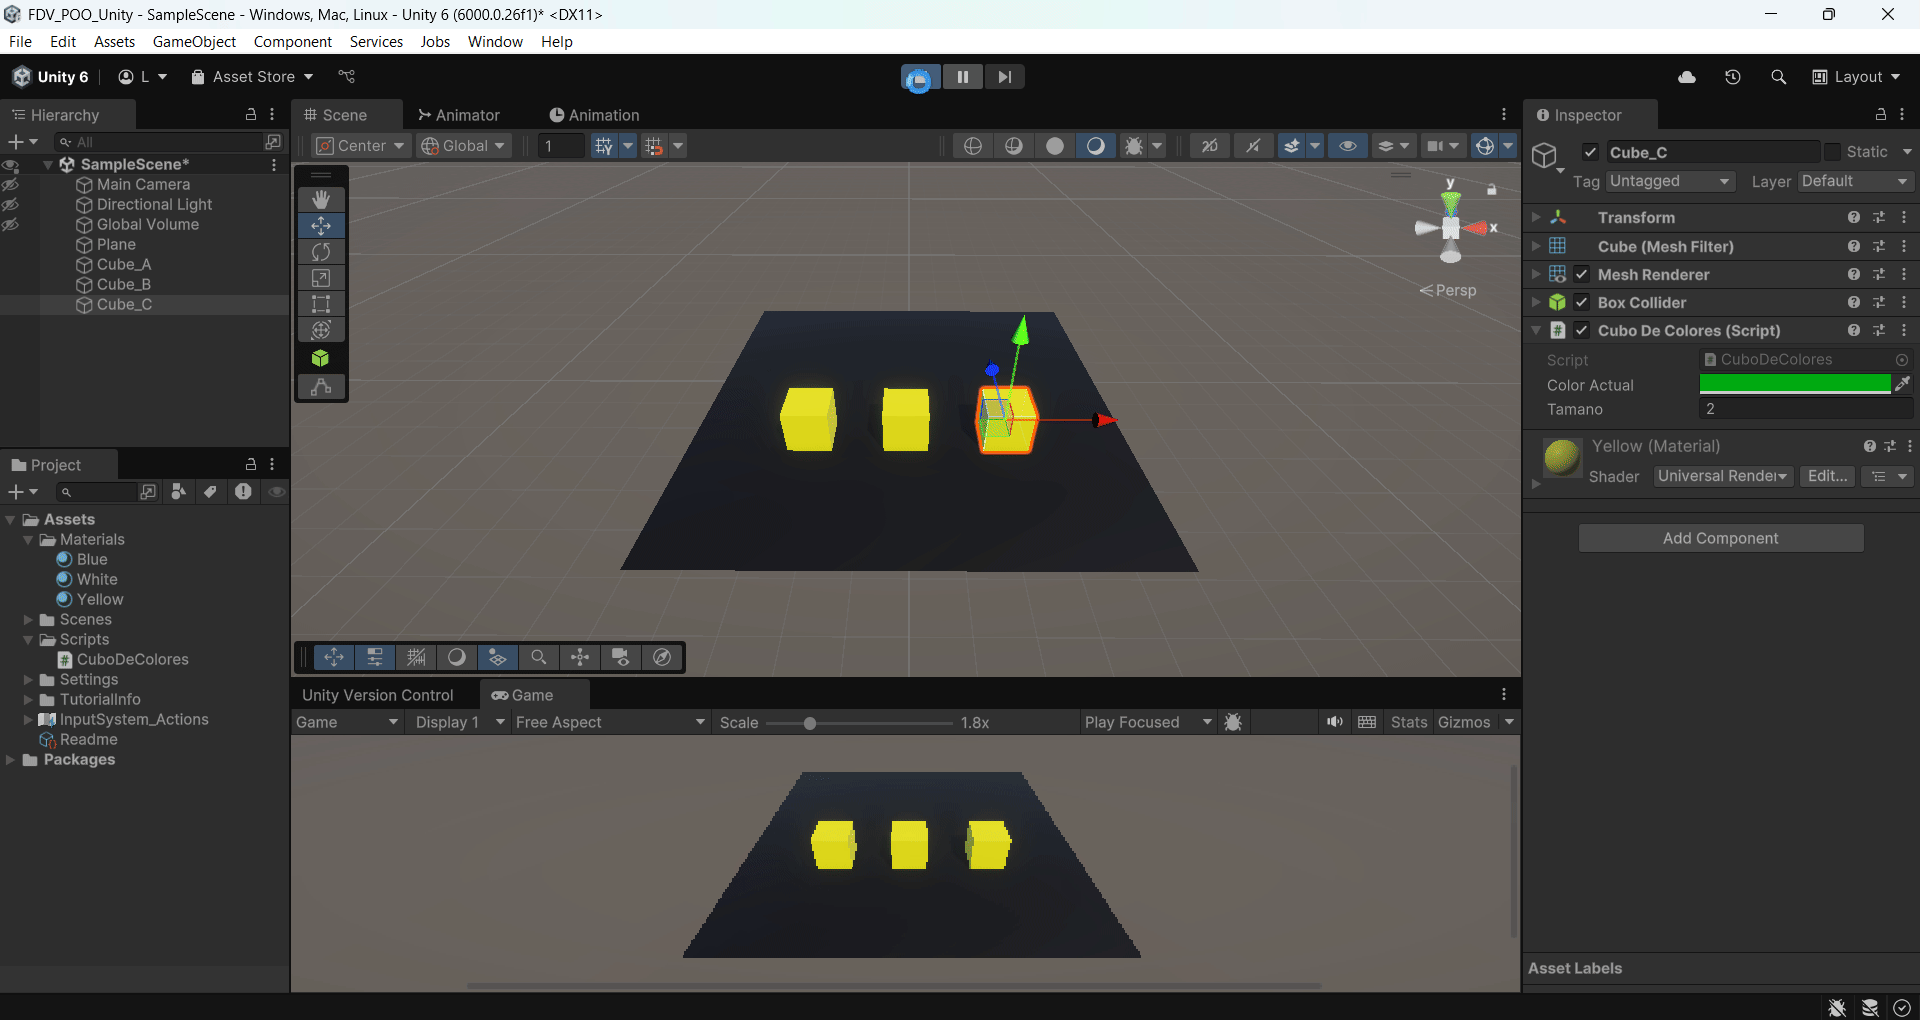 FDV_POO_Unity - SampleScene - Windows, Mac, Linux - Unity 6 (6000.0.26f1)* <DX11>
File Edit Assets GameObject Component Services Jobs Window Help
Unity 6 L Asset Store Layout
Hierarchy
All
SampleScene*
Main Camera
Directional Light
Global Volume
Plane
Cube_A
Cube_B
Cube_C
Project
Assets
Materials
Blue
White
Yellow
Scenes
Scripts
CuboDeColores
Settings
TutorialInfo
InputSystem_Actions
Readme
Packages
Scene Animator Animation
Center Global 1 2D
y
x
Persp
Unity Version Control Game
Game Display 1 Free Aspect Scale 1.8x Play Focused Stats Gizmos
Inspector
Cube_C Static
Tag Untagged Layer Default
Transform
Cube (Mesh Filter)
Mesh Renderer
Box Collider
Cubo De Colores (Script)
Script CuboDeColores
Color Actual
Tamano 2
Yellow (Material)
Shader Universal Render Edit...
Add Component
Asset Labels